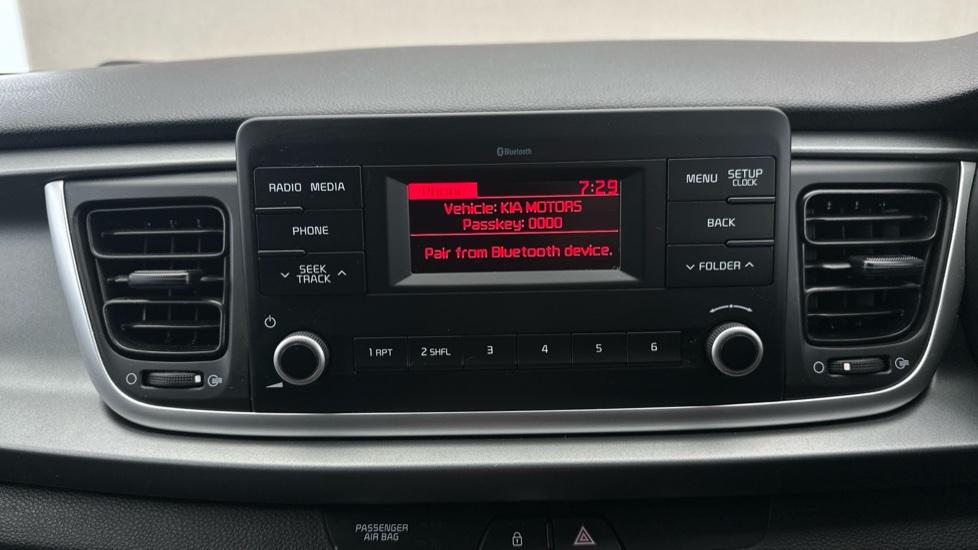 Bluetooth
RADIO MEDIA
PHONE
SEEK
TRACK
Phone 7:29
Vehicle: KIA MOTORS
Passkey: 0000
Pair from Bluetooth device.
MENU SETUP
CLOCK
BACK
FOLDER
1 RPT 2 SHFL 3 4 5 6
PASSENGER
AIR BAG